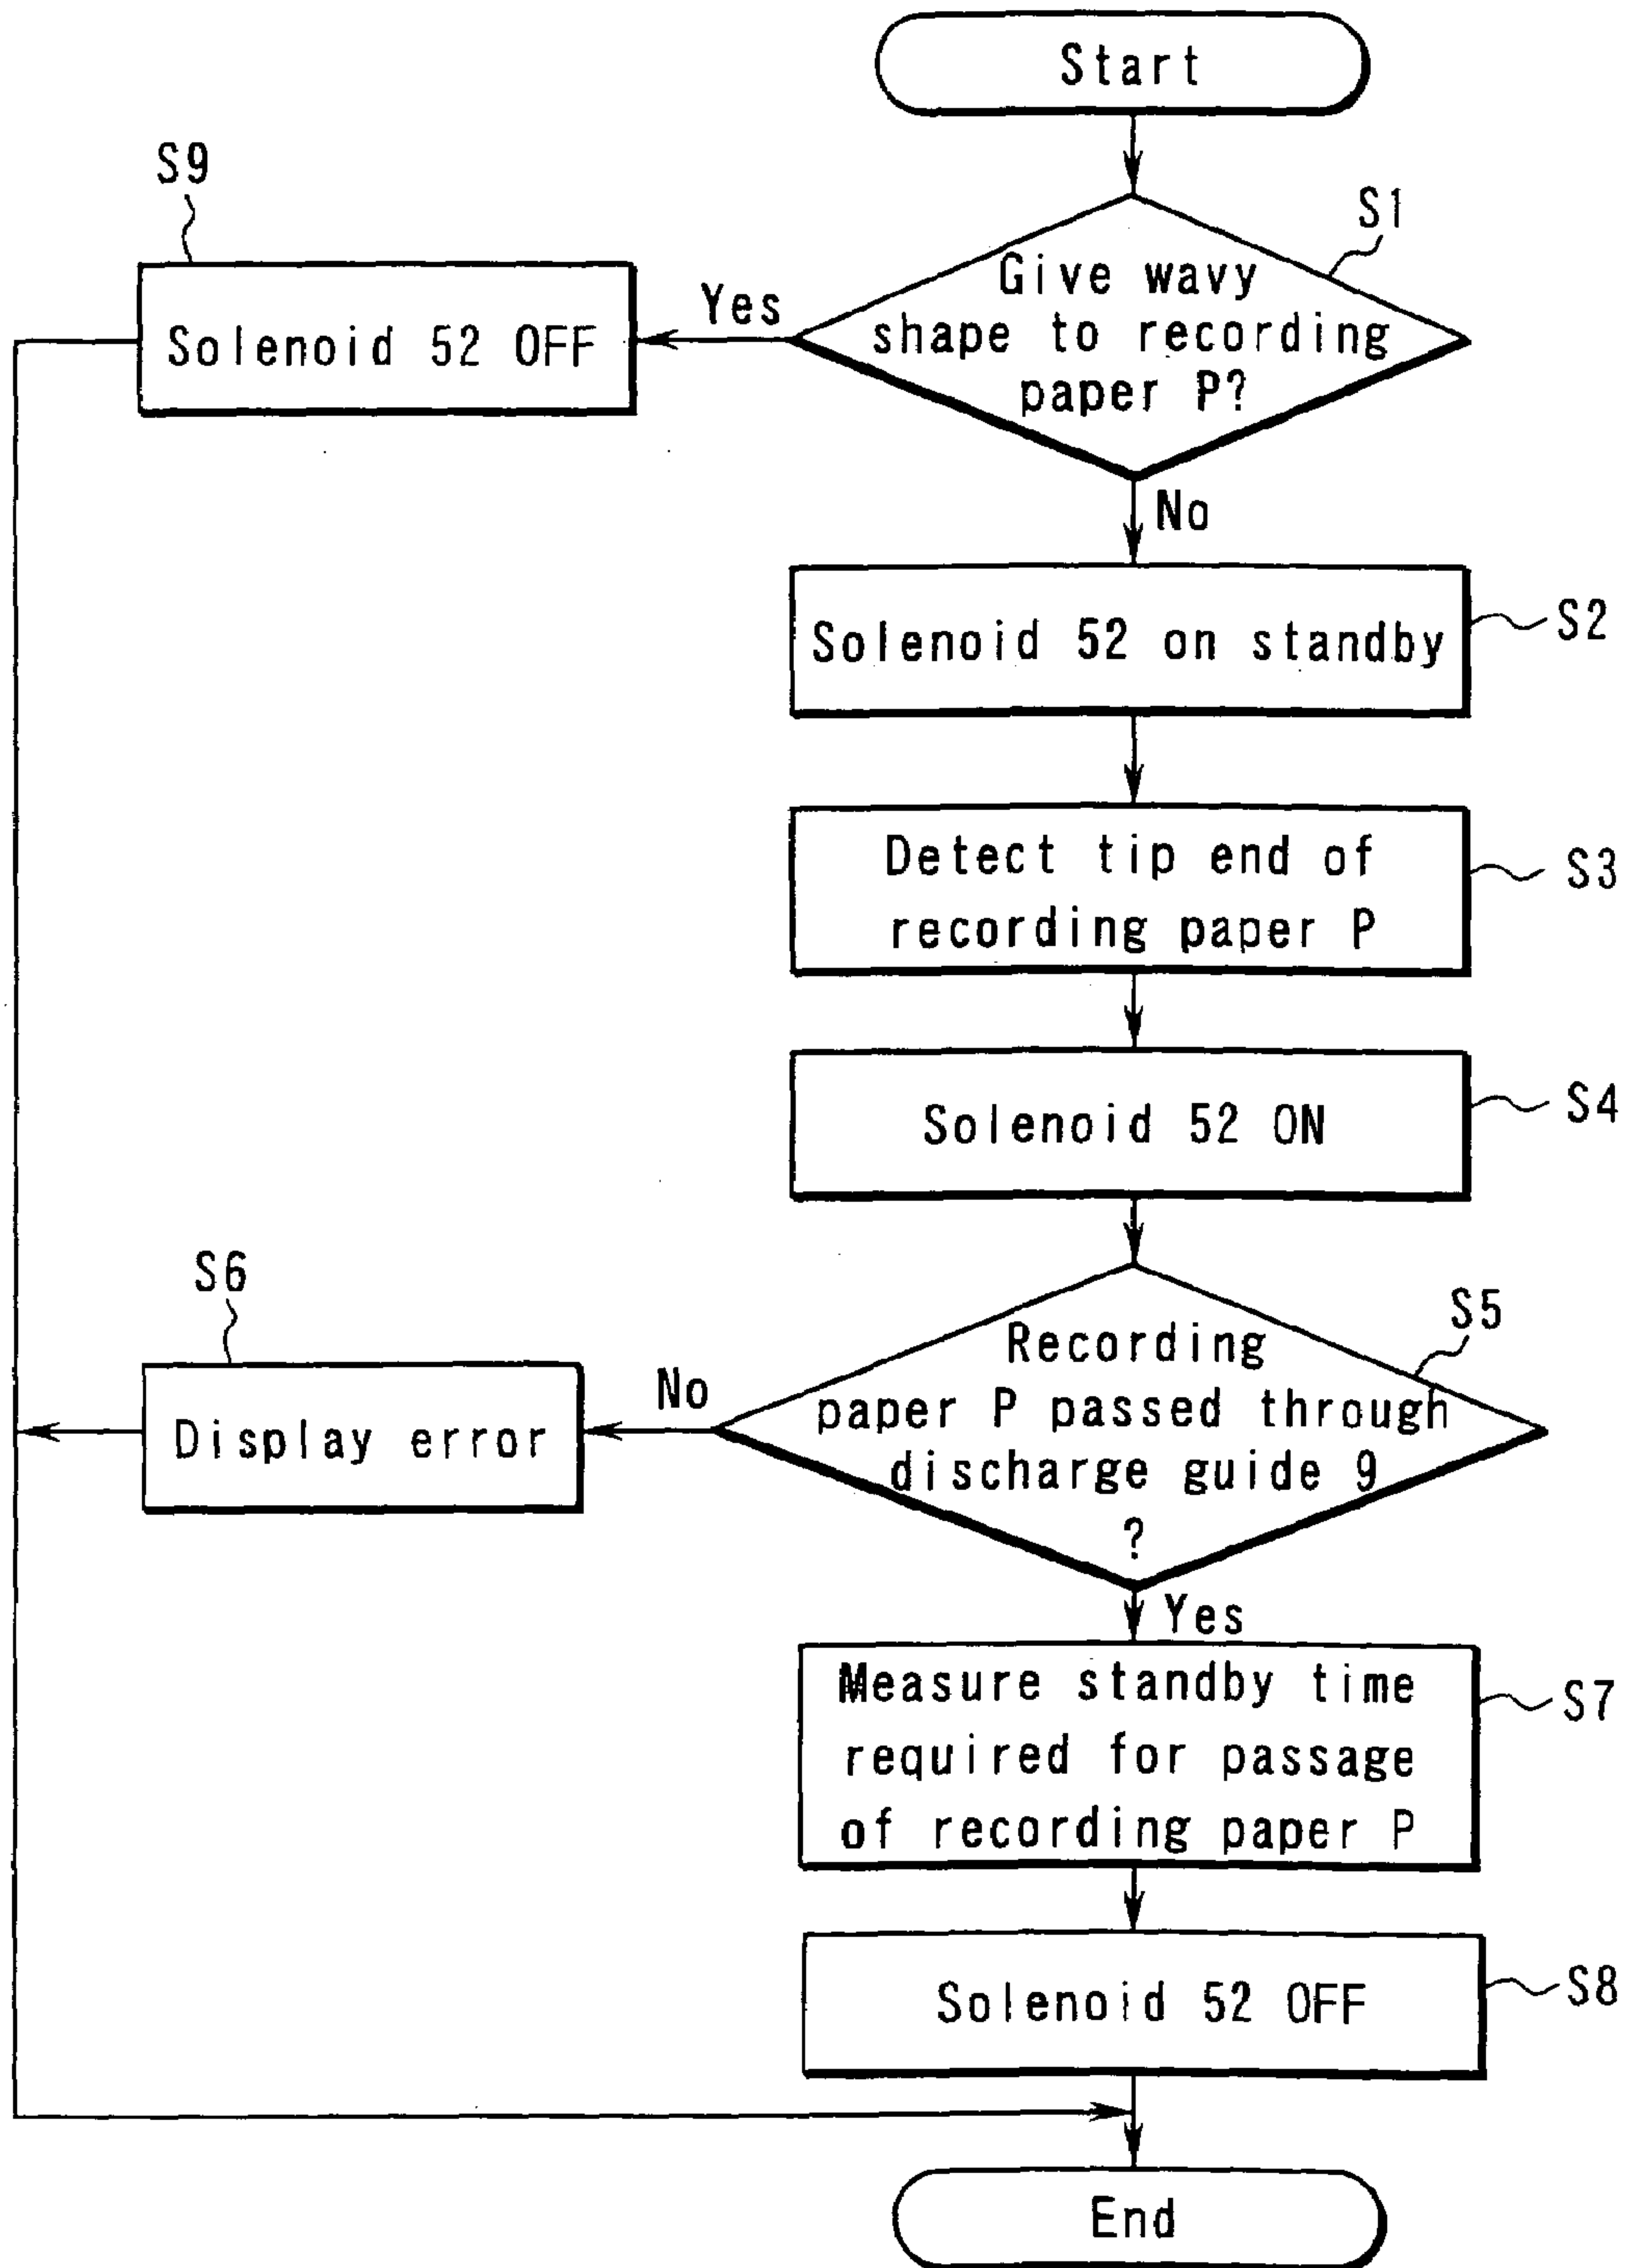 Start
S9
S1
Give wavy
shape to recording
paper P?
Yes
Solenoid 52 OFF
No
Solenoid 52 on standby
S2
Detect tip end of
recording paper P
S3
Solenoid 52 ON
S4
S6
S5
Recording
paper P passed through
discharge guide 9
?
No
Display error
Yes
Measure standby time
required for passage
of recording paper P
S7
Solenoid 52 OFF
S8
End